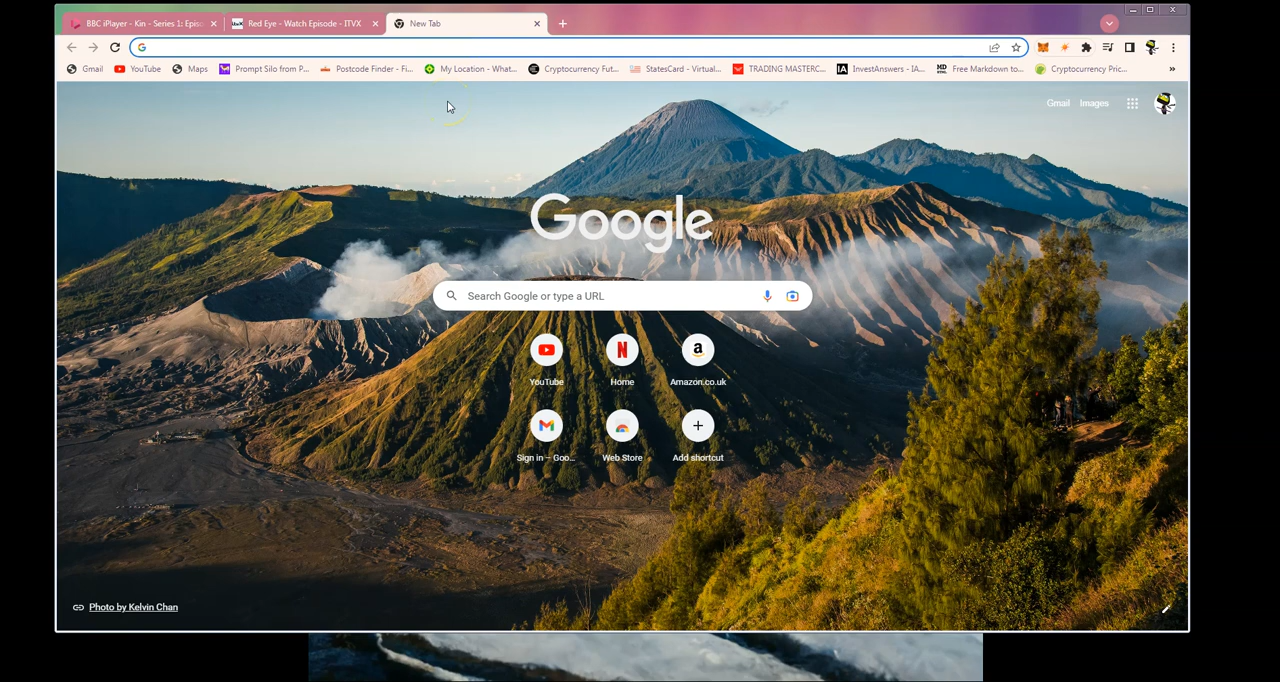 BBC iPlayer - Kin - Series 1: Epis
Red Eye - Watch Episode - ITVX
New Tab
Gmail
YouTube
Maps
Prompt Silo from P...
Postcode Finder - Fi...
My Location - What...
Cryptocurrency Fut...
StatesCard - Virtual...
TRADING MASTERC...
IA
InvestAnswers - IA...
MD
Free Markdown to...
Cryptocurrency Pric...
»
Gmail
Images
Google
Search Google or type a URL
YouTube
N
Home
a
Amazon.co.uk
Sign in – Goo...
Web Store
Add shortcut
Photo by Kelvin Chan